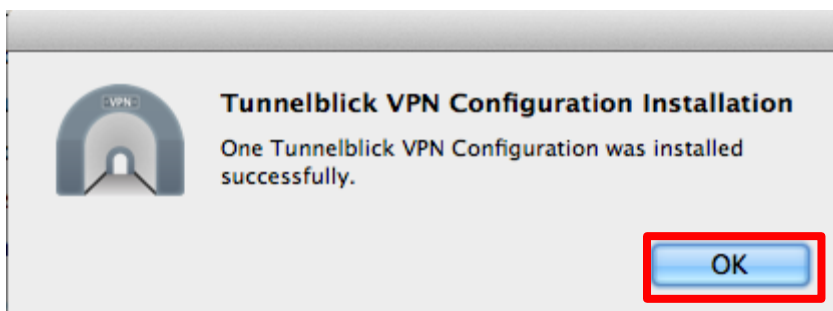 VPN
Tunnelblick VPN Configuration Installation
One Tunnelblick VPN Configuration was installed
successfully.
OK